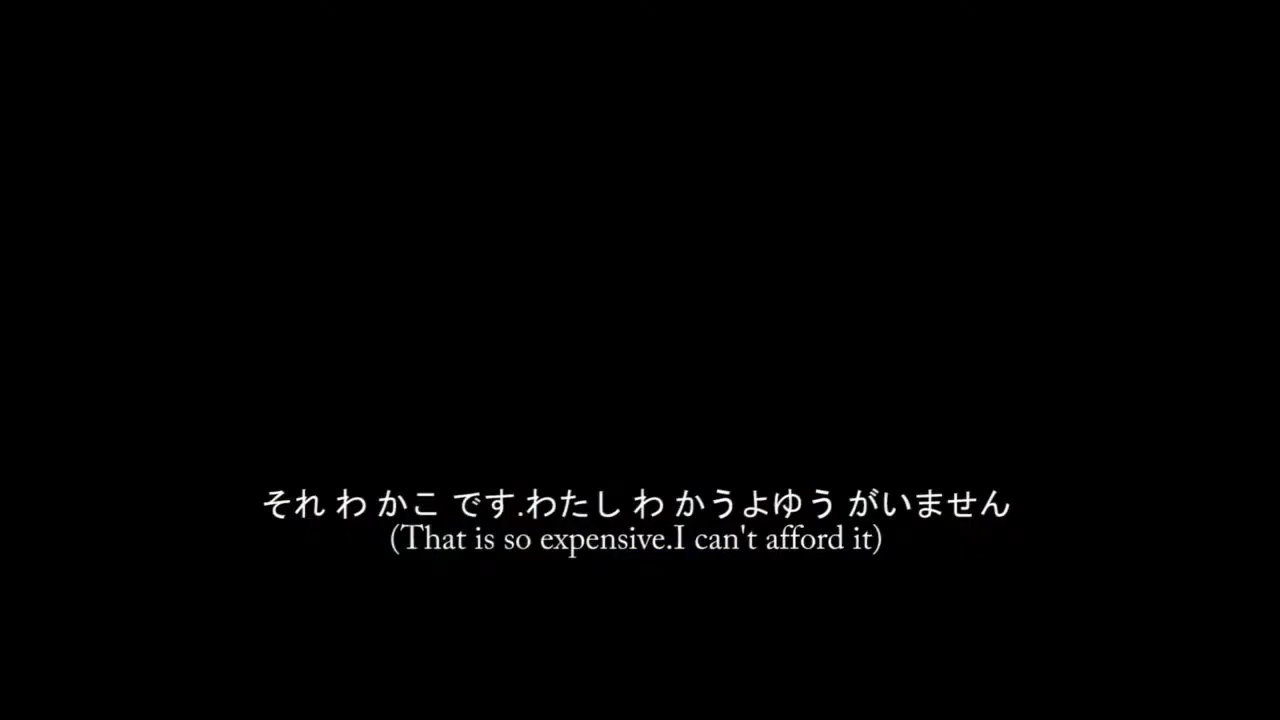 それ わ かこ です.わたし わ かうよゆう がいません
(That is so expensive.I can't afford it)